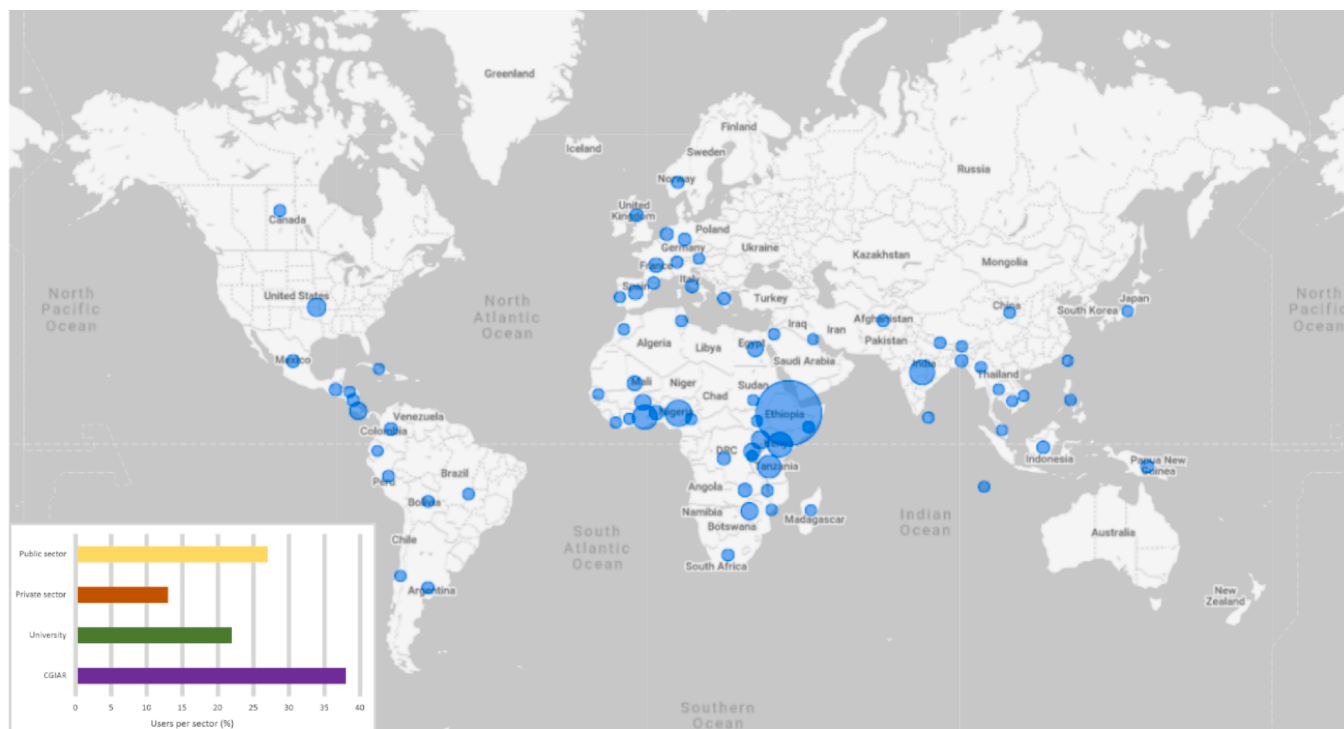 Greenland
Iceland
Finland
Sweden
Norway
Russia
Canada
United
Kingdom
Poland
Germany
Ukraine
Kazakhstan
Mongolia
France
Italy
Spain
Turkey
United States
North
Pacific
Ocean
North
Atlantic
Ocean
China
Japan
South Korea
North
Pacific
Ocean
Afghanistan
Iraq
Iran
Pakistan
Algeria
Libya
Egypt
Saudi Arabia
Mexico
India
Thailand
Mali
Niger
Sudan
Chad
Nigeria
Ethiopia
Venezuela
Colombia
DRC
Kenya
Tanzania
Indonesia
Papua New
Guinea
Brazil
Peru
Bolivia
Angola
Namibia
Botswana
Madagascar
Indian
Ocean
Australia
Chile
South
Atlantic
Ocean
South Africa
Argentina
New
Zealand
Southern
Ocean
Public sector
Private sector
University
CGIAR
0 5 10 15 20 25 30 35 40
Users per sector (%)